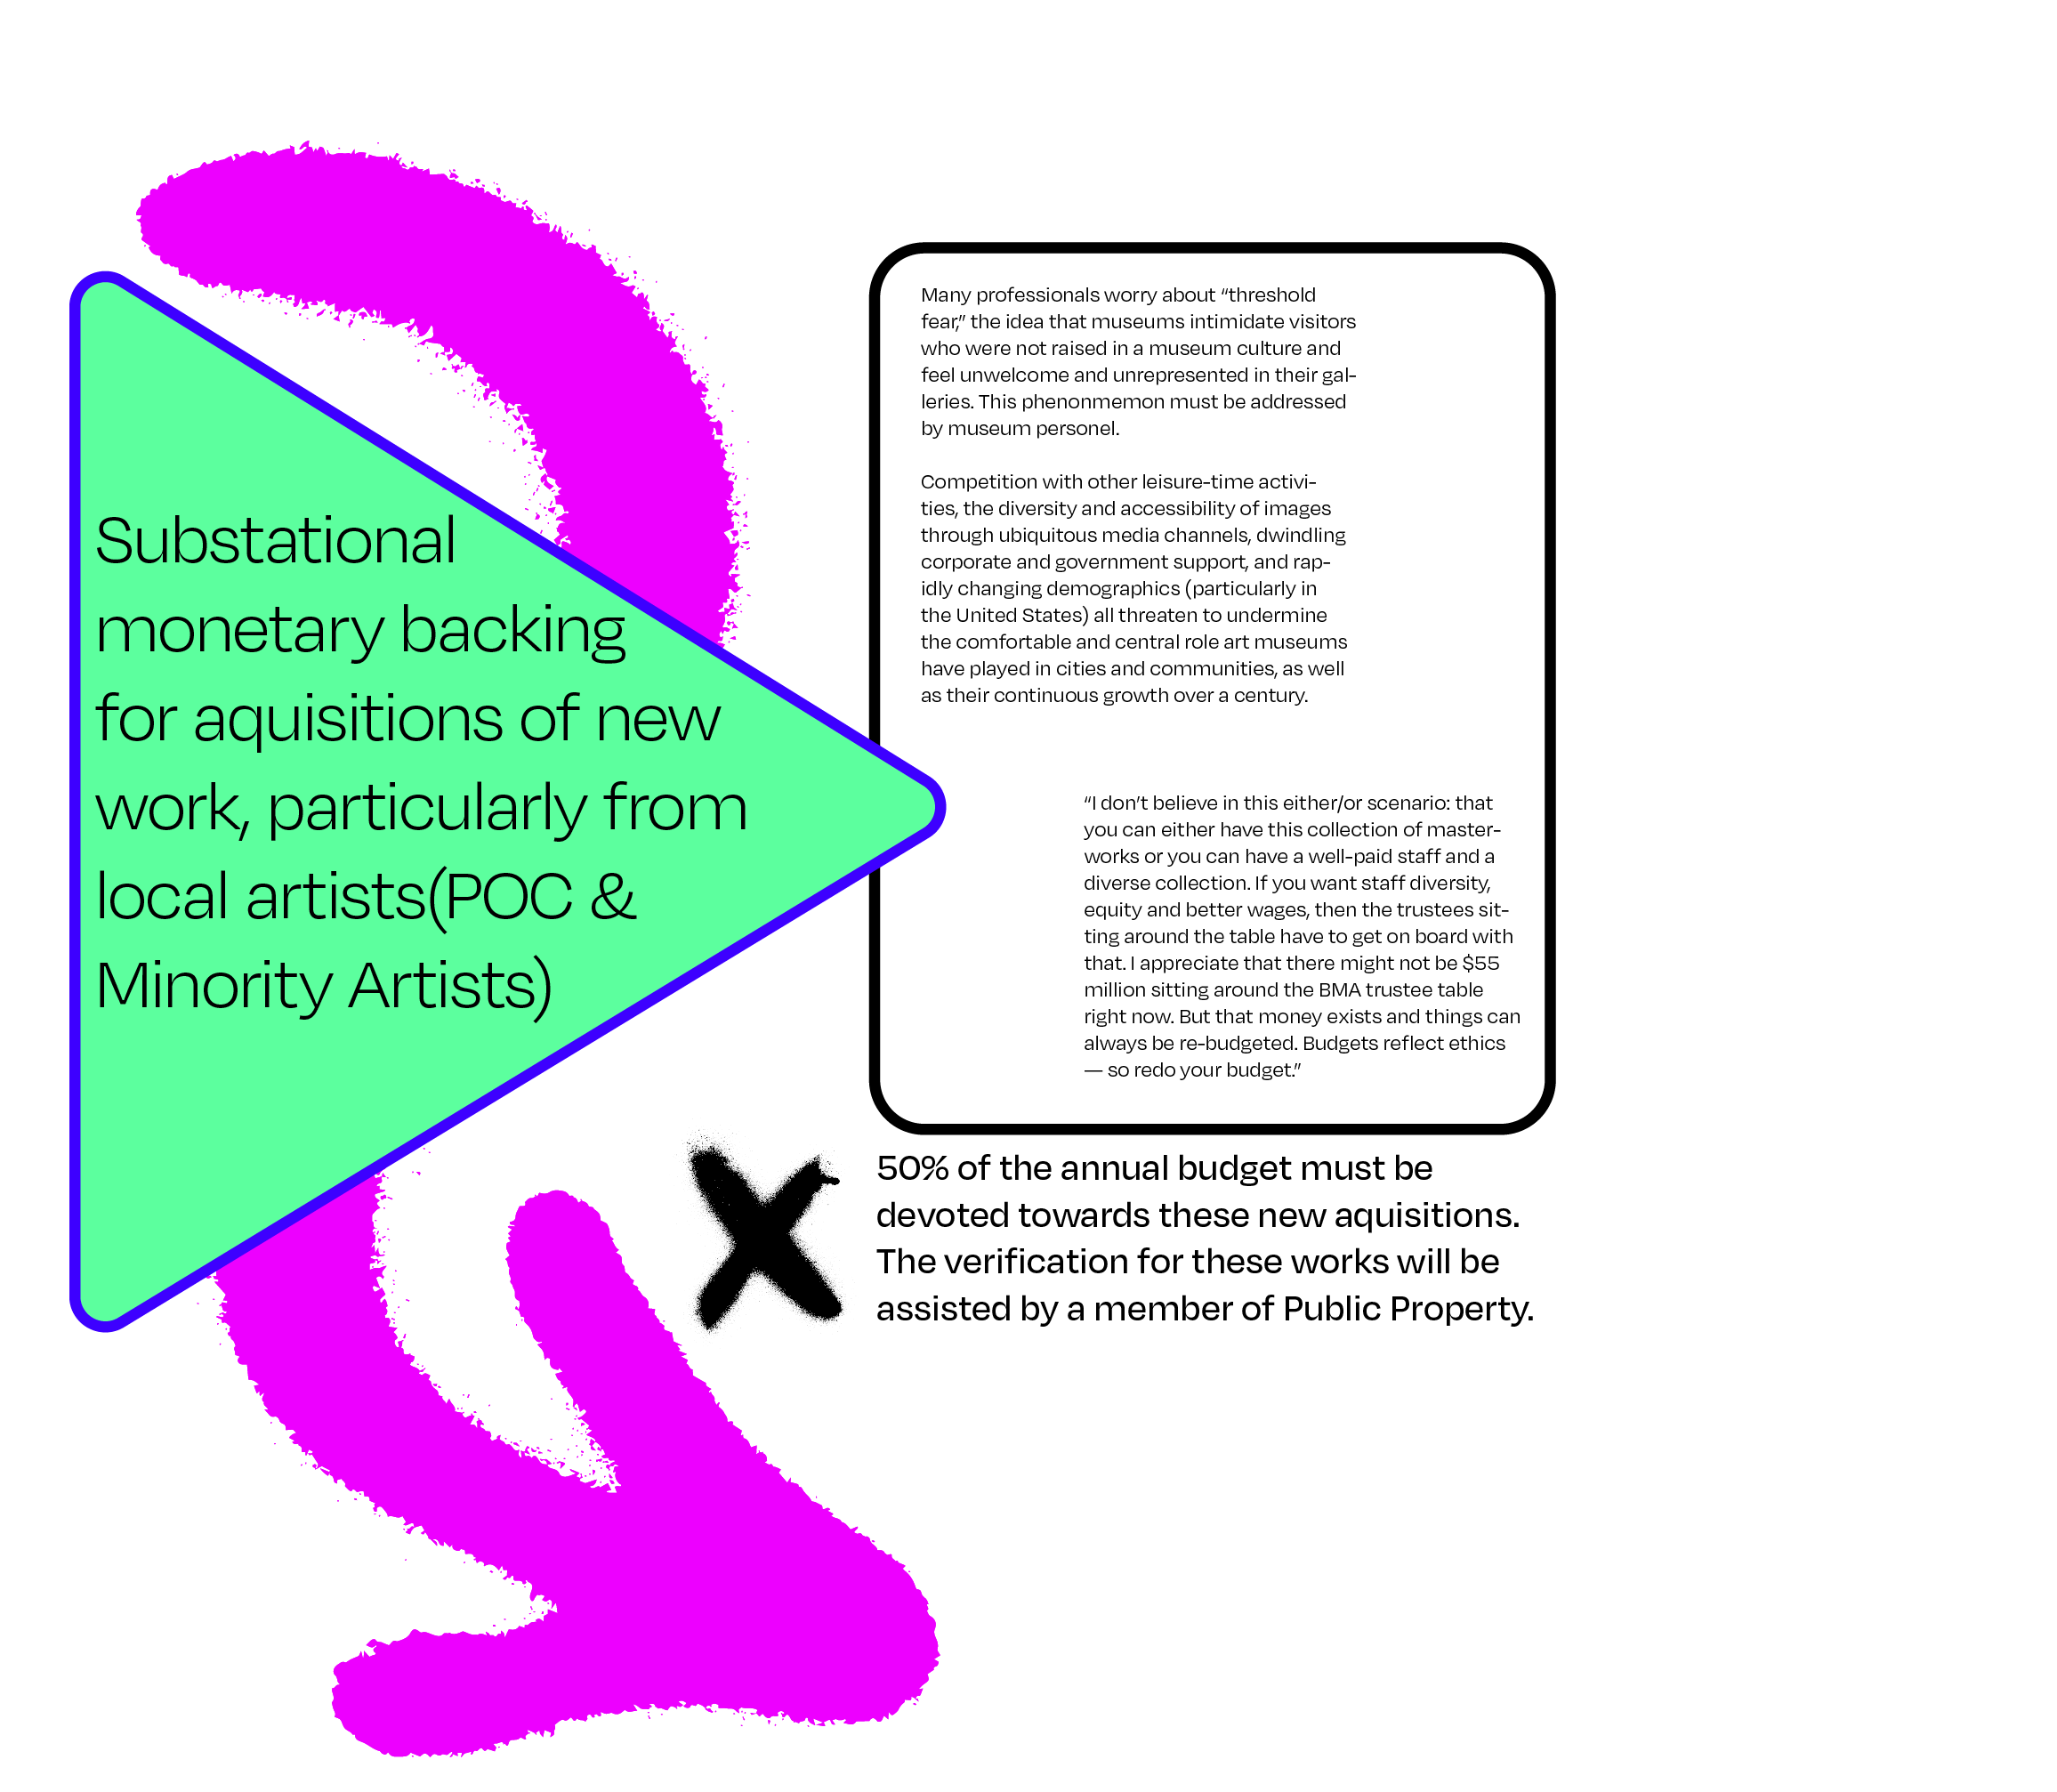 Substational
monetary backing
for aquisitions of new
work, particularly from
local artists(POC &
Minority Artists)
Many professionals worry about “threshold
fear,” the idea that museums intimidate visitors
who were not raised in a museum culture and
feel unwelcome and unrepresented in their gal-
leries. This phenonmemon must be addressed
by museum personel.
Competition with other leisure-time activi-
ties, the diversity and accessibility of images
through ubiquitous media channels, dwindling
corporate and government support, and rap-
idly changing demographics (particularly in
the United States) all threaten to undermine
the comfortable and central role art museums
have played in cities and communities, as well
as their continuous growth over a century.
“I don’t believe in this either/or scenario: that
you can either have this collection of master-
works or you can have a well-paid staff and a
diverse collection. If you want staff diversity,
equity and better wages, then the trustees sit-
ting around the table have to get on board with
that. I appreciate that there might not be $55
million sitting around the BMA trustee table
right now. But that money exists and things can
always be re-budgeted. Budgets reflect ethics
— so redo your budget.”
50% of the annual budget must be
devoted towards these new aquisitions.
The verification for these works will be
assisted by a member of Public Property.